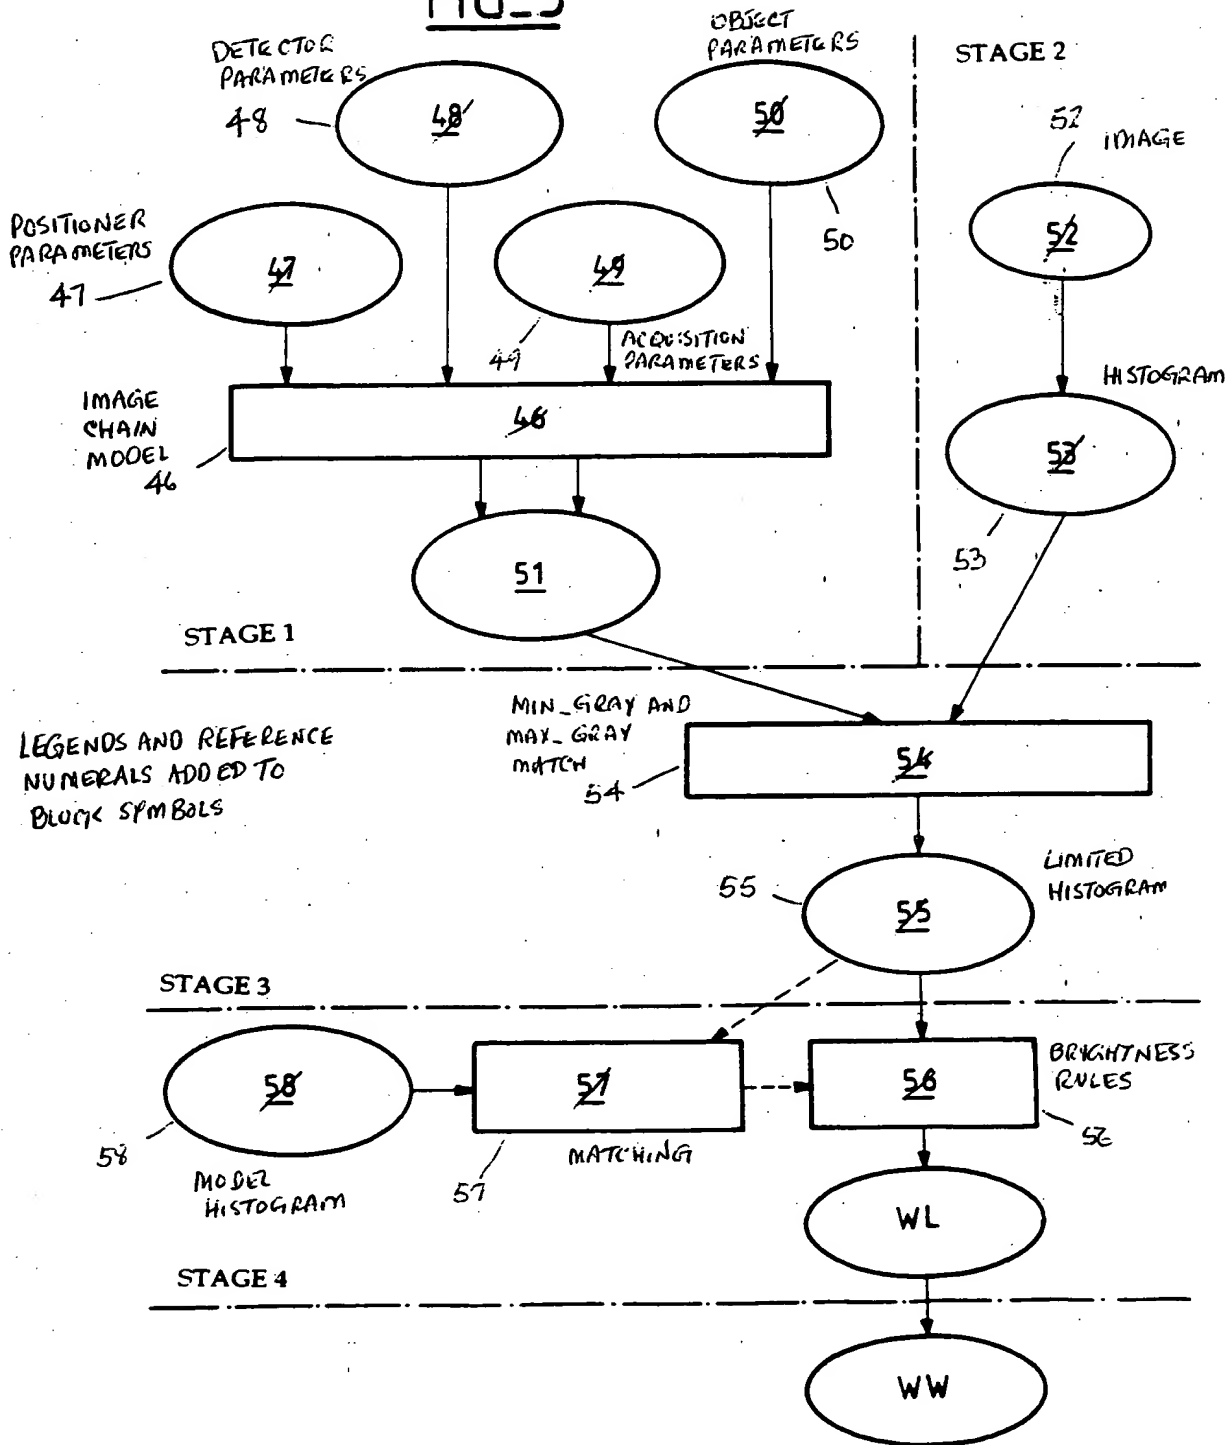 OBJECT
PARAMETERS
DETECTOR
PARAMETERS
48
48
50
50
STAGE 2
52
IMAGE
52
POSITIONER
PARAMETERS
47
47
49
49
ACQUISITION
PARAMETERS
HISTOGRAM
53
53
IMAGE
CHAIN
MODEL
46
46
51
STAGE 1
MIN_GRAY AND
MAX_GRAY
MATCH
54
54
LEGENDS AND REFERENCE
NUMERALS ADDED TO
BLOCK SYMBOLS
55
55
LIMITED
HISTOGRAM
STAGE 3
58
58
MODEL
HISTOGRAM
57
57
MATCHING
56
BRIGHTNESS
RULES
56
WL
STAGE 4
WW